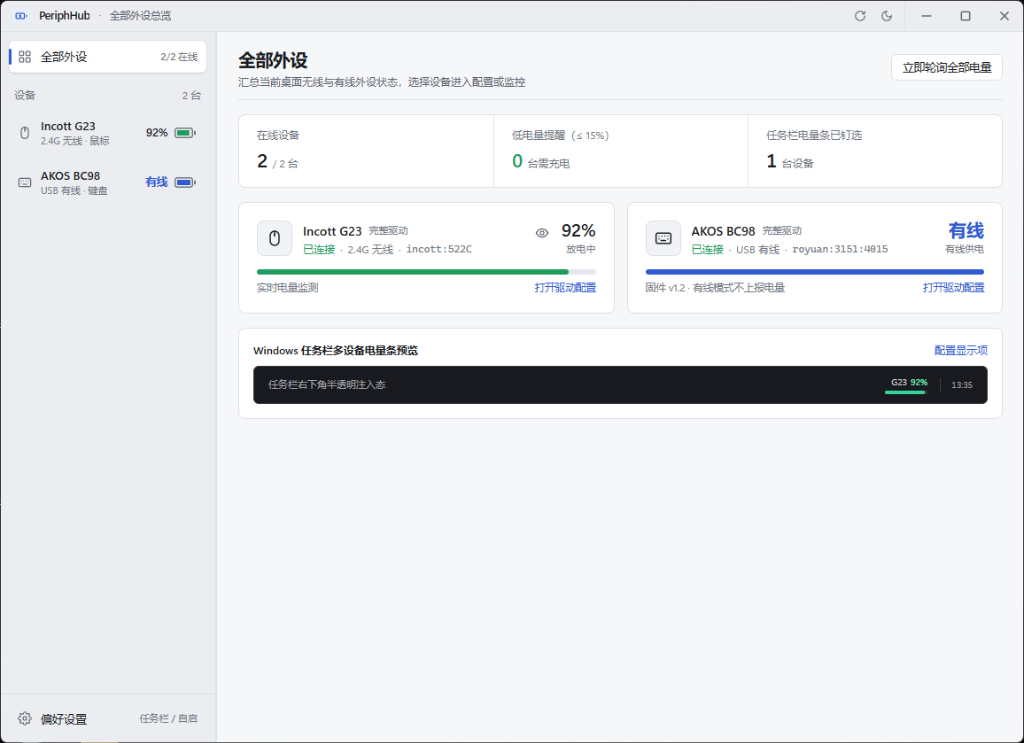 PeriphHub · 全部外设总览
全部外设 2/2 在线
设备 2 台
Incott G23
2.4G 无线 · 鼠标
92%
AKOS BC98
USB 有线 · 键盘
有线
偏好设置 任务栏 / 自启
全部外设
汇总当前桌面无线与有线外设状态，选择设备进入配置或监控
立即轮询全部电量
在线设备
2 / 2 台
低电量提醒（≤ 15%）
0 台需充电
任务栏电量条已钉选
1 台设备
Incott G23 完整驱动
已连接 · 2.4G 无线 · incott:522C
92%
放电中
实时电量监测
打开驱动配置
AKOS BC98 完整驱动
已连接 · USB 有线 · royuan:3151:4015
有线
有线供电
固件 v1.2 · 有线模式不上报电量
打开驱动配置
Windows 任务栏多设备电量条预览
配置显示项
任务栏右下角半透明注入态
G23 92%
13:35